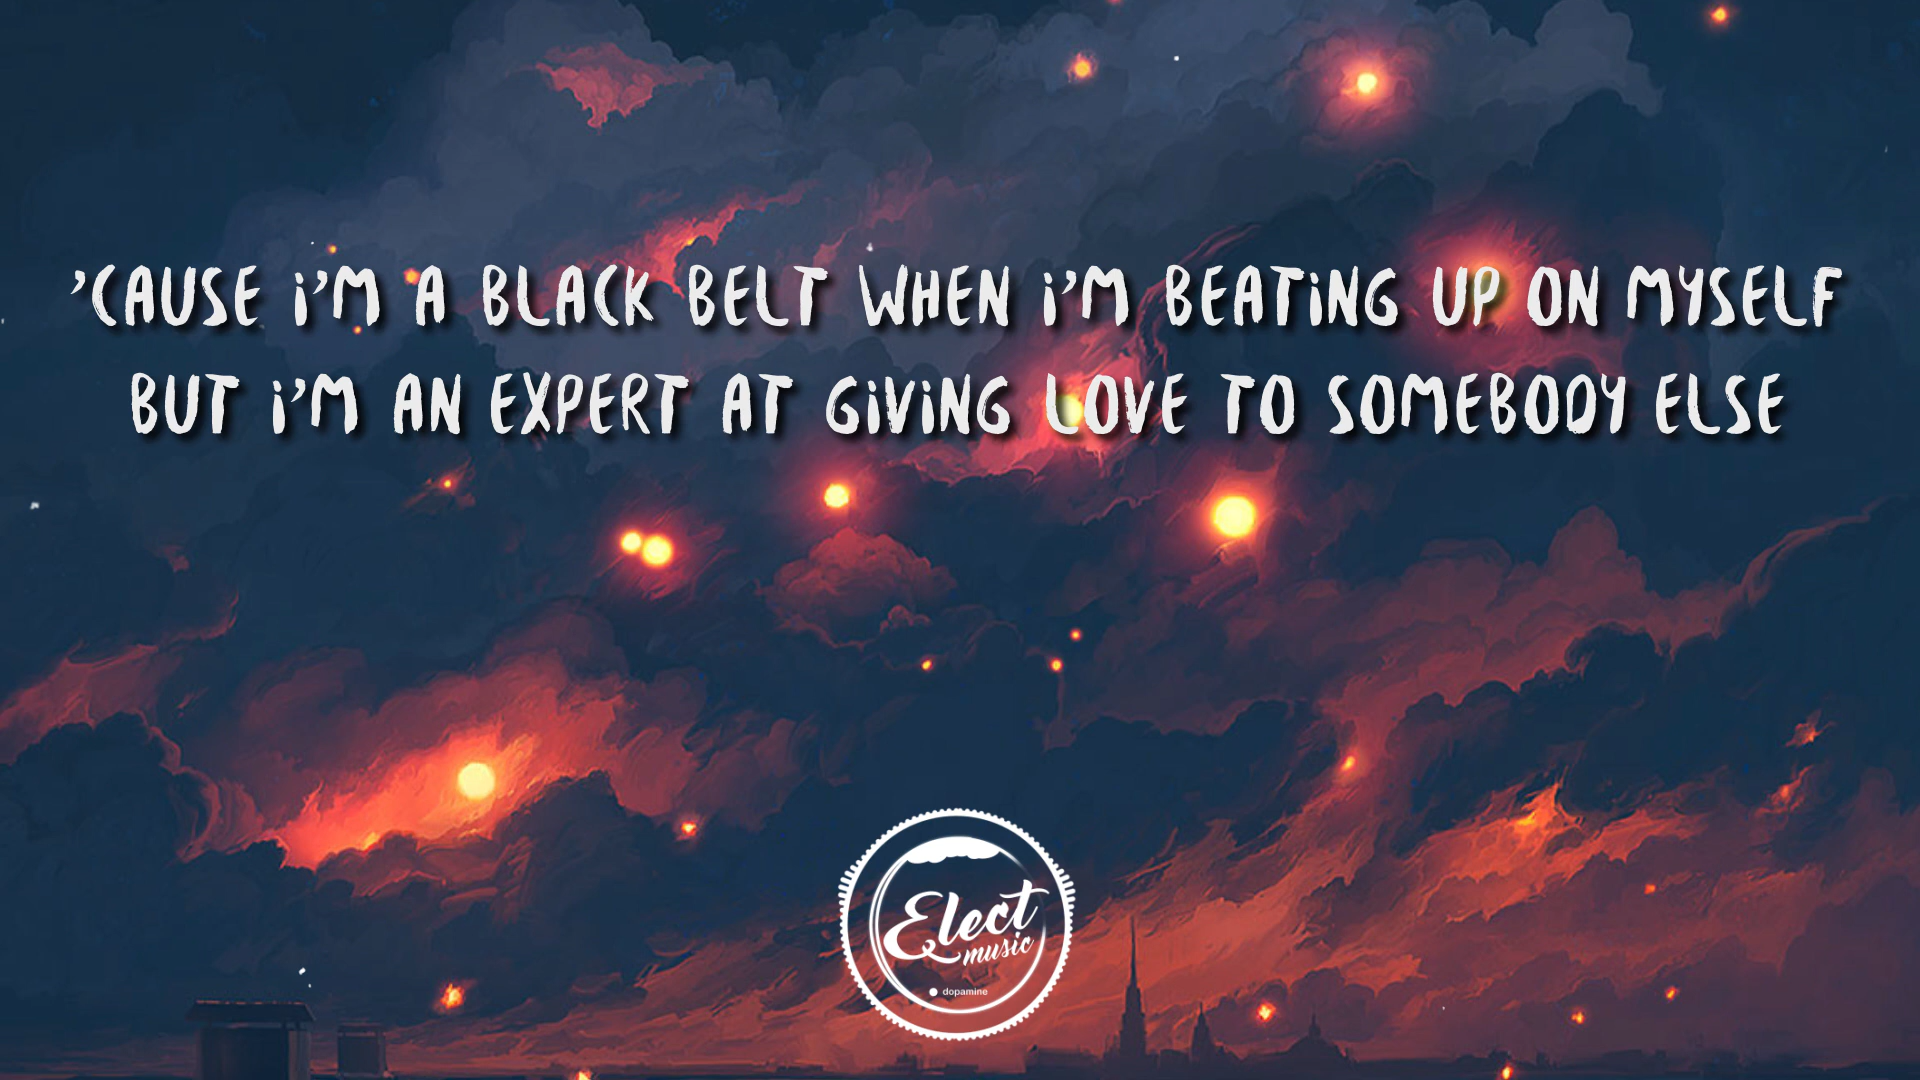 'CAUSE i'M A BLACK BELT WHEN i'M BEATiNG UP ON MYSELF
BUT i'M AN EXPERT AT GiViNG LOVE TO SOMEBODY ELSE
Elect
music
dopamine